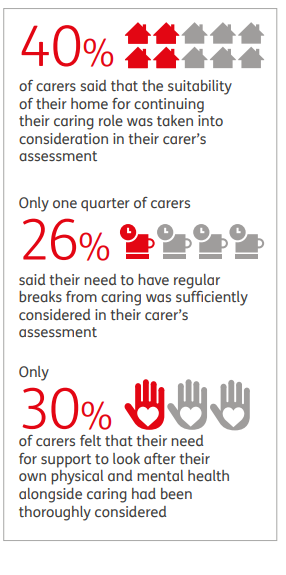 40%
of carers said that the suitability
of their home for continuing
their caring role was taken into
consideration in their carer's
assessment
Only one quarter of carers
26%
said their need to have regular
breaks from caring was sufficiently
considered in their carer's
assessment
Only
30%
of carers felt that their need
for support to look after their
own physical and mental health
alongside caring had been
thoroughly considered